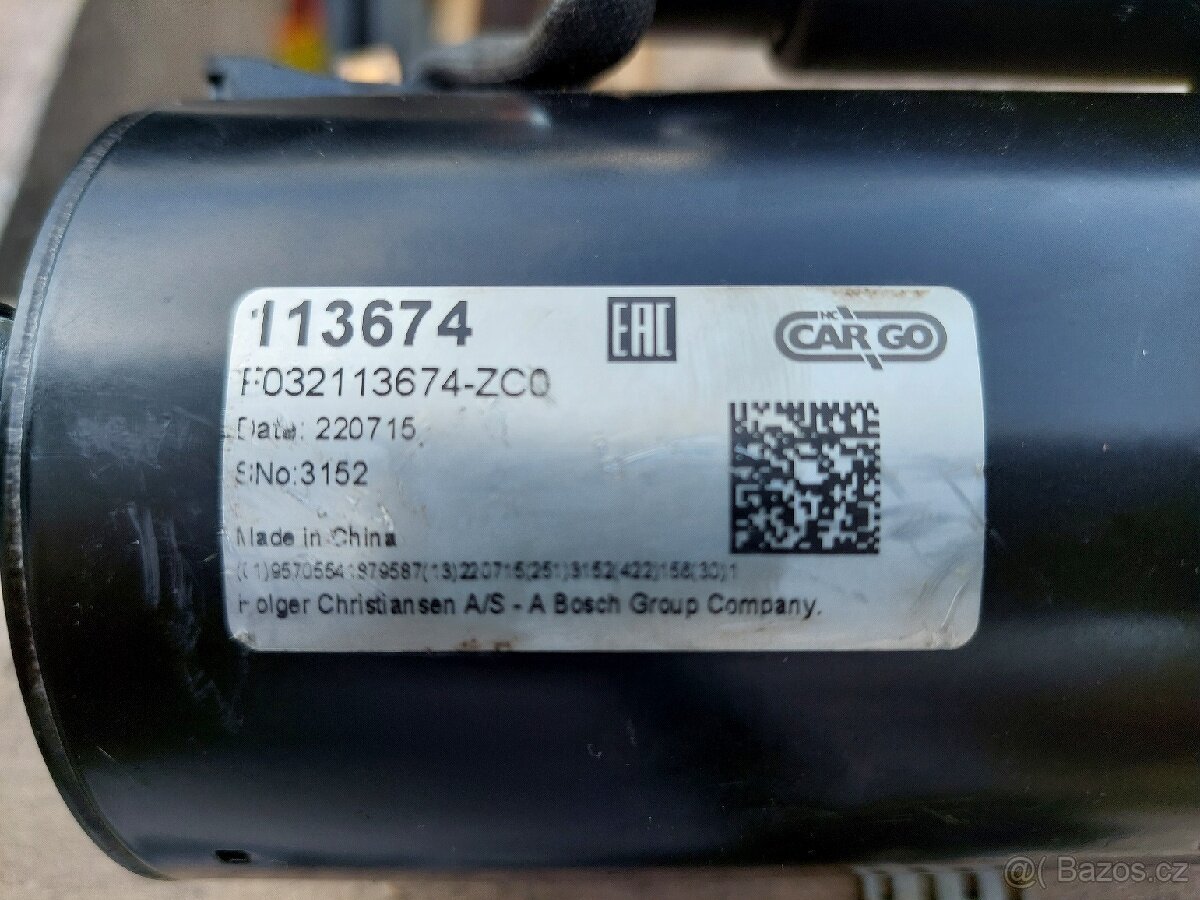 113674
EAC
HC
CARGO
F032113674-ZC0
Date: 220715
SNo:3152
Made in China
(01)95705541879587(13)220715(251)3152(422)156(30)1
Holger Christiansen A/S - A Bosch Group Company.
@( Bazos.cz